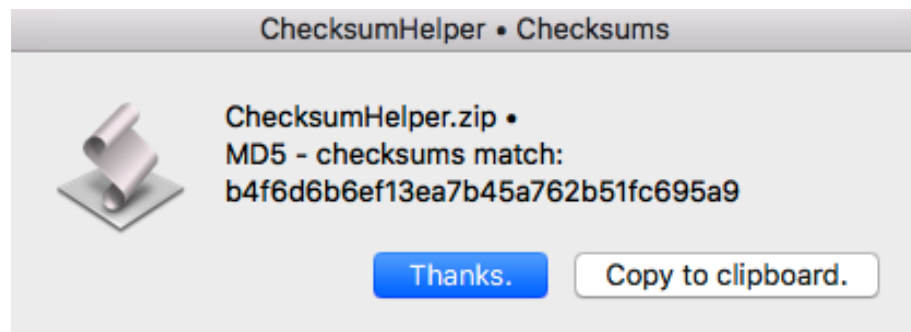 ChecksumHelper • Checksums
ChecksumHelper.zip •
MD5 - checksums match:
b4f6d6b6ef13ea7b45a762b51fc695a9
Thanks.
Copy to clipboard.